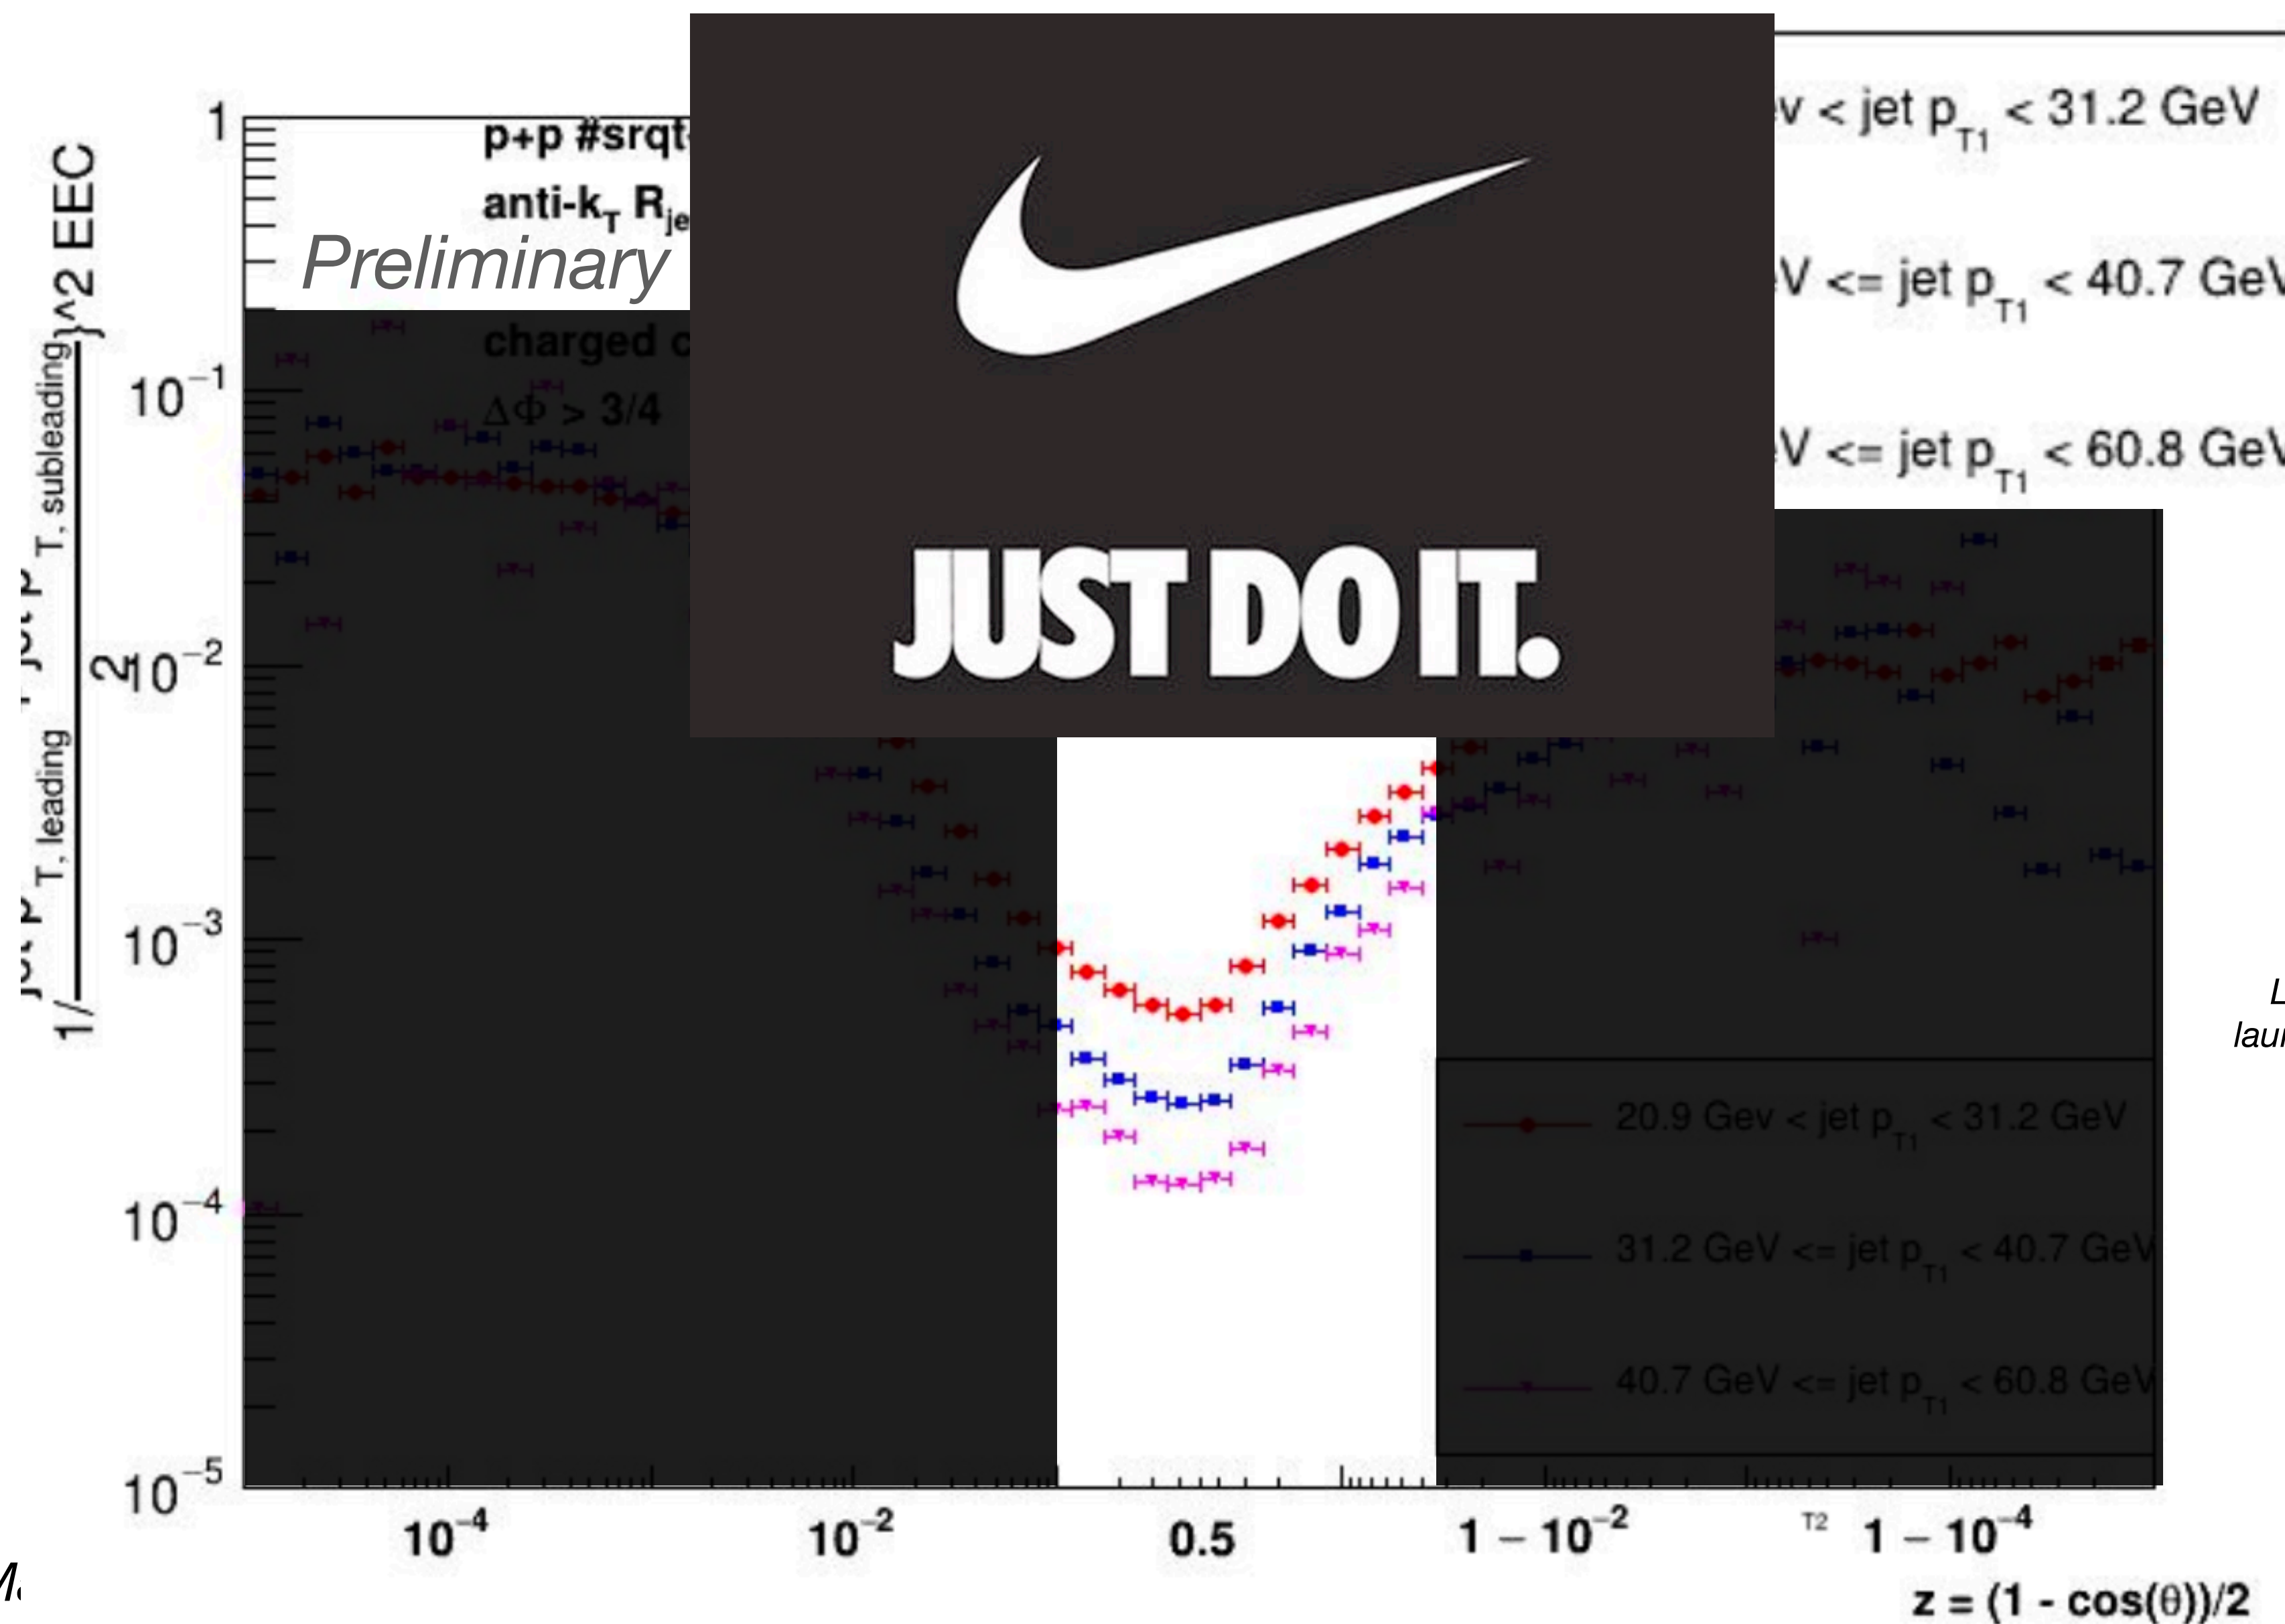 1
p+p #srqt
anti-k_T R_je
Preliminary
charged c
ΔΦ > 3/4
JUST DO IT.
v < jet p_T1 < 31.2 GeV
V <= jet p_T1 < 40.7 GeV
V <= jet p_T1 < 60.8 GeV
1/ jet p_T, leading + jet p_T, subleading}^2 EEC
2
10^−1
10^−2
10^−3
10^−4
10^−5
20.9 Gev < jet p_T1 < 31.2 GeV
31.2 GeV <= jet p_T1 < 40.7 GeV
40.7 GeV <= jet p_T1 < 60.8 GeV
L
laur
10^−4
10^−2
0.5
1 − 10^−2
T2
1 − 10^−4
z = (1 - cos(θ))/2